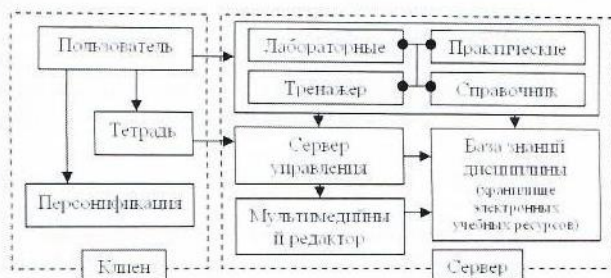 Пользователь
Лабораторные
Практические
Тренажер
Справочник
Тетрадь
Сервер
управления
База знаний
дисциплины
(хранилище
электронных
учебных ресурсов)
Персонификация
Мультимедийны
й редактор
Клиен
Сервер